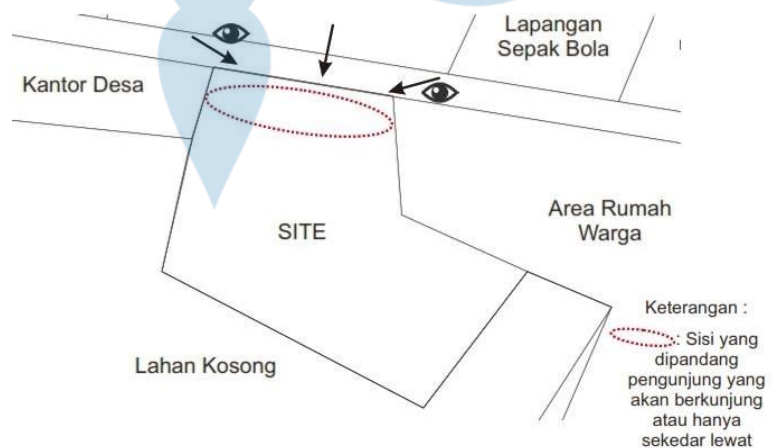 Lapangan
Sepak Bola
Kantor Desa
Area Rumah
Warga
SITE
Lahan Kosong
Keterangan :
: Sisi yang
dipandang
pengunjung yang
akan berkunjung
atau hanya
sekedar lewat